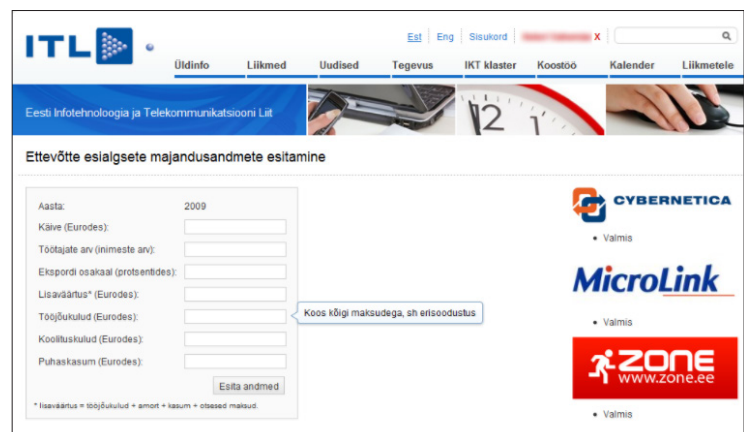 Est Eng Sisukord X
ITL
Üldinfo Liikmed Uudised Tegevus IKT klaster Koostöö Kalender Liikmetele
Eesti Infotehnoloogia ja Telekommunikatsiooni Liit
12
Ettevõtte esialgsete majandusandmete esitamine
Aasta: 2009
Käive (Eurodes):
Töötajate arv (inimeste arv):
Ekspordi osakaal (protsentides):
Lisaväärtus* (Eurodes):
Tööjõukulud (Eurodes):
Koos kõigi maksudega, sh erisoodustus
Koolituskulud (Eurodes):
Puhaskasum (Eurodes):
Esita andmed
* lisaväärtus = tööjõukulud + amort + kasum + otsesed maksud.
CYBERNETICA
Valmis
MicroLink
Valmis
ZONE
www.zone.ee
Valmis